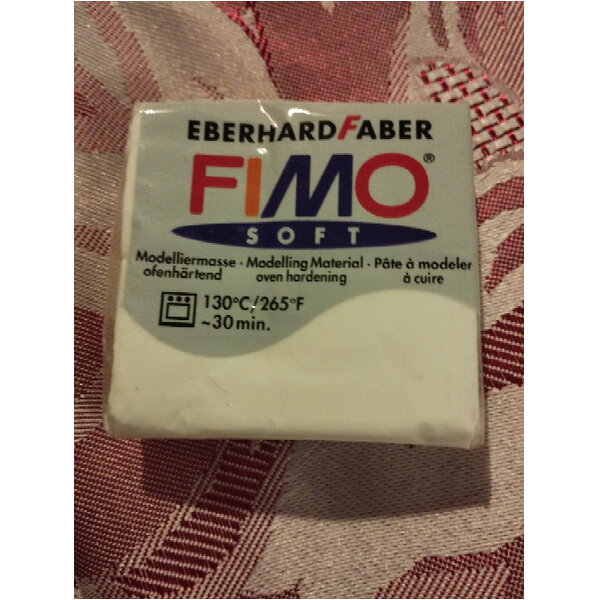 EBERHARDFABER
FIMO®
SOFT
Modelliermasse · Modelling Material · Pâte à modeler
ofenhärtend oven hardening à cuire
130°C/265°F
~30 min.